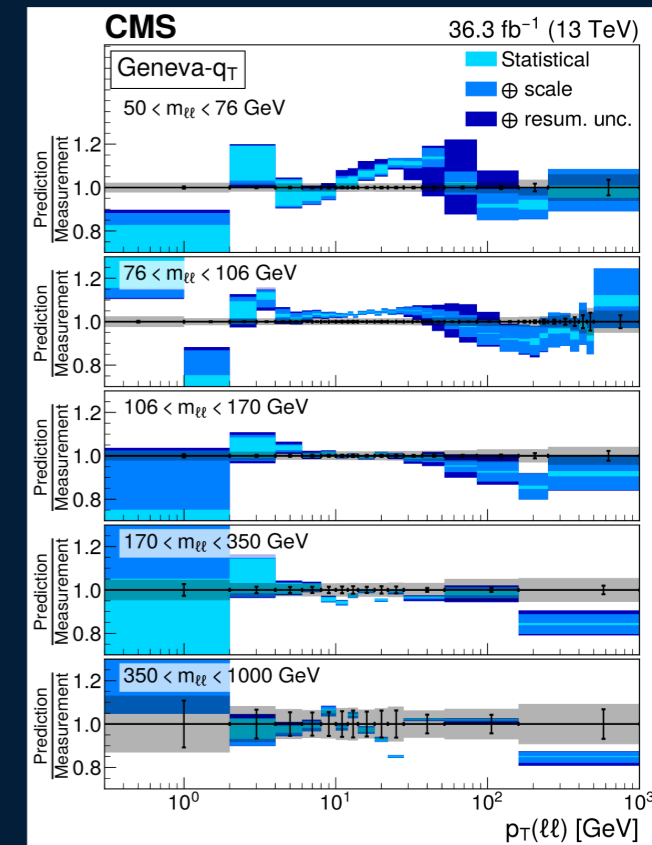 CMS 36.3 fb⁻¹ (13 TeV)
Geneva-q_T
Statistical
50 < m_ℓℓ < 76 GeV
⊕ scale
⊕ resum. unc.
1.2
1.0
0.8
Prediction
Measurement
76 < m_ℓℓ < 106 GeV
1.2
1.0
0.8
Prediction
Measurement
106 < m_ℓℓ < 170 GeV
1.2
1.0
0.8
Prediction
Measurement
170 < m_ℓℓ < 350 GeV
1.2
1.0
0.8
Prediction
Measurement
350 < m_ℓℓ < 1000 GeV
1.2
1.0
0.8
Prediction
Measurement
10⁰ 10¹ 10² 10³
p_T(ℓℓ) [GeV]